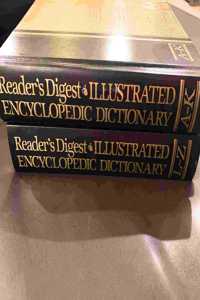 Reader's Digest ILLUSTRATED
ENCYCLOPEDIC DICTIONARY
A-K
Reader's Digest ILLUSTRATED
ENCYCLOPEDIC DICTIONARY
L-Z